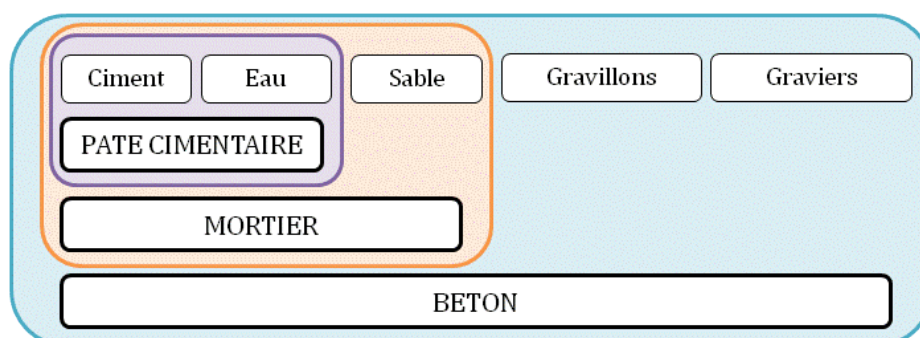 Ciment Eau Sable Gravillons Graviers
PATE CIMENTAIRE
MORTIER
BETON